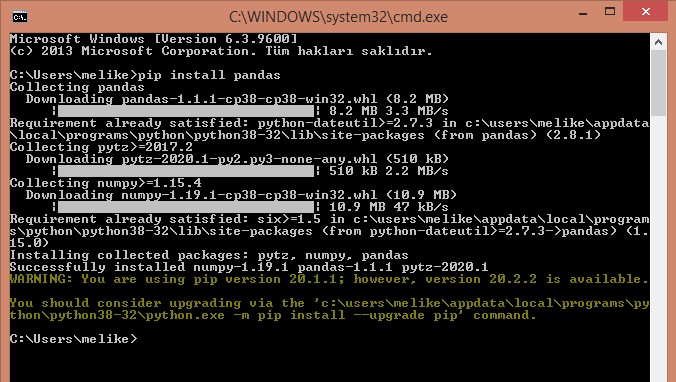 C:\WINDOWS\system32\cmd.exe
Microsoft Windows [Version 6.3.9600]
(c) 2013 Microsoft Corporation. Tüm hakları saklıdır.
C:\Users\melike>pip install pandas
Collecting pandas
Downloading pandas-1.1.1-cp38-cp38-win32.whl (8.2 MB)
|████████████████████████████████| 8.2 MB 3.3 MB/s
Requirement already satisfied: python-dateutil>=2.7.3 in c:\users\melike\appdata
\local\programs\python\python38-32\lib\site-packages (from pandas) (2.8.1)
Collecting pytz>=2017.2
Downloading pytz-2020.1-py2.py3-none-any.whl (510 kB)
|████████████████████████████████| 510 kB 2.2 MB/s
Collecting numpy>=1.15.4
Downloading numpy-1.19.1-cp38-cp38-win32.whl (10.9 MB)
|████████████████████████████████| 10.9 MB 47 kB/s
Requirement already satisfied: six>=1.5 in c:\users\melike\appdata\local\program
s\python\python38-32\lib\site-packages (from python-dateutil>=2.7.3->pandas) (1.
15.0)
Installing collected packages: pytz, numpy, pandas
Successfully installed numpy-1.19.1 pandas-1.1.1 pytz-2020.1
WARNING: You are using pip version 20.1.1; however, version 20.2.2 is available.
You should consider upgrading via the 'c:\users\melike\appdata\local\programs\py
thon\python38-32\python.exe -m pip install --upgrade pip' command.
C:\Users\melike>